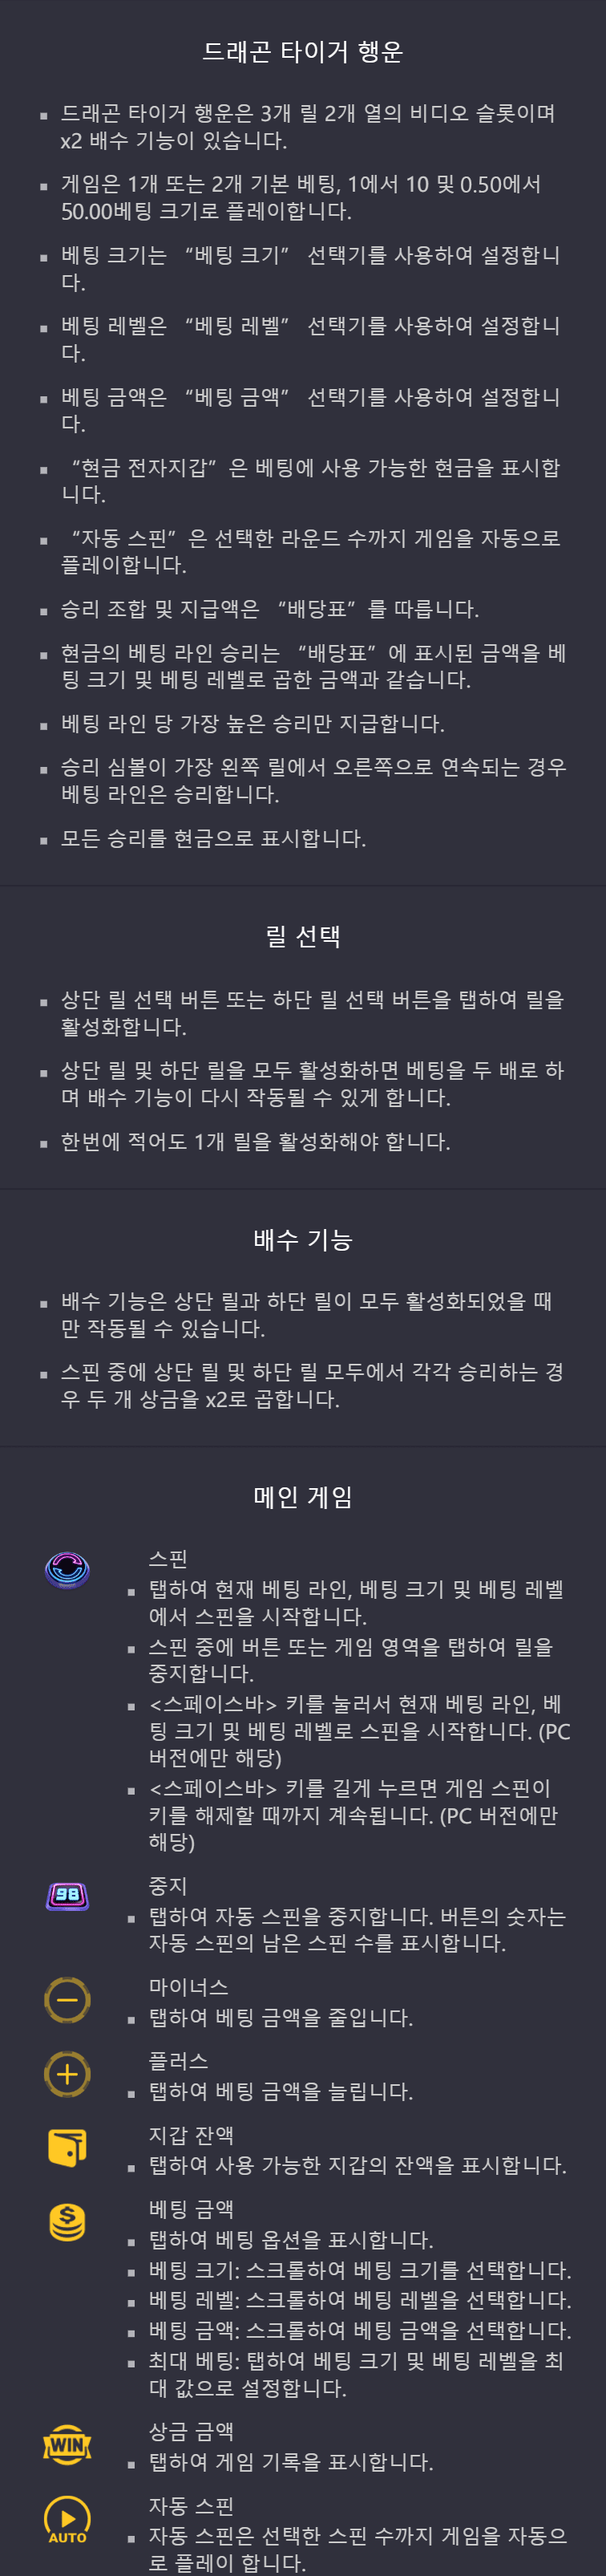 드래곤 타이거 행운
▪ 드래곤 타이거 행운은 3개 릴 2개 열의 비디오 슬롯이며
x2 배수 기능이 있습니다.
▪ 게임은 1개 또는 2개 기본 베팅, 1에서 10 및 0.50에서
50.00베팅 크기로 플레이합니다.
▪ 베팅 크기는 “베팅 크기” 선택기를 사용하여 설정합니
다.
▪ 베팅 레벨은 “베팅 레벨” 선택기를 사용하여 설정합니
다.
▪ 베팅 금액은 “베팅 금액” 선택기를 사용하여 설정합니
다.
▪ “현금 전자지갑”은 베팅에 사용 가능한 현금을 표시합
니다.
▪ “자동 스핀”은 선택한 라운드 수까지 게임을 자동으로
플레이합니다.
▪ 승리 조합 및 지급액은 “배당표”를 따릅니다.
▪ 현금의 베팅 라인 승리는 “배당표”에 표시된 금액을 베
팅 크기 및 베팅 레벨로 곱한 금액과 같습니다.
▪ 베팅 라인 당 가장 높은 승리만 지급합니다.
▪ 승리 심볼이 가장 왼쪽 릴에서 오른쪽으로 연속되는 경우
베팅 라인은 승리합니다.
▪ 모든 승리를 현금으로 표시합니다.
릴 선택
▪ 상단 릴 선택 버튼 또는 하단 릴 선택 버튼을 탭하여 릴을
활성화합니다.
▪ 상단 릴 및 하단 릴을 모두 활성화하면 베팅을 두 배로 하
며 배수 기능이 다시 작동될 수 있게 합니다.
▪ 한번에 적어도 1개 릴을 활성화해야 합니다.
배수 기능
▪ 배수 기능은 상단 릴과 하단 릴이 모두 활성화되었을 때
만 작동될 수 있습니다.
▪ 스핀 중에 상단 릴 및 하단 릴 모두에서 각각 승리하는 경
우 두 개 상금을 x2로 곱합니다.
메인 게임
스핀
▪ 탭하여 현재 베팅 라인, 베팅 크기 및 베팅 레벨
에서 스핀을 시작합니다.
▪ 스핀 중에 버튼 또는 게임 영역을 탭하여 릴을
중지합니다.
▪ <스페이스바> 키를 눌러서 현재 베팅 라인, 베
팅 크기 및 베팅 레벨로 스핀을 시작합니다. (PC
버전에만 해당)
▪ <스페이스바> 키를 길게 누르면 게임 스핀이
키를 해제할 때까지 계속됩니다. (PC 버전에만
해당)
98
중지
▪ 탭하여 자동 스핀을 중지합니다. 버튼의 숫자는
자동 스핀의 남은 스핀 수를 표시합니다.
마이너스
▪ 탭하여 베팅 금액을 줄입니다.
플러스
▪ 탭하여 베팅 금액을 늘립니다.
지갑 잔액
▪ 탭하여 사용 가능한 지갑의 잔액을 표시합니다.
$
베팅 금액
▪ 탭하여 베팅 옵션을 표시합니다.
▪ 베팅 크기: 스크롤하여 베팅 크기를 선택합니다.
▪ 베팅 레벨: 스크롤하여 베팅 레벨을 선택합니다.
▪ 베팅 금액: 스크롤하여 베팅 금액을 선택합니다.
▪ 최대 베팅: 탭하여 베팅 크기 및 베팅 레벨을 최
대 값으로 설정합니다.
WIN
상금 금액
▪ 탭하여 게임 기록을 표시합니다.
AUTO
자동 스핀
▪ 자동 스핀은 선택한 스핀 수까지 게임을 자동으
로 플레이 합니다.